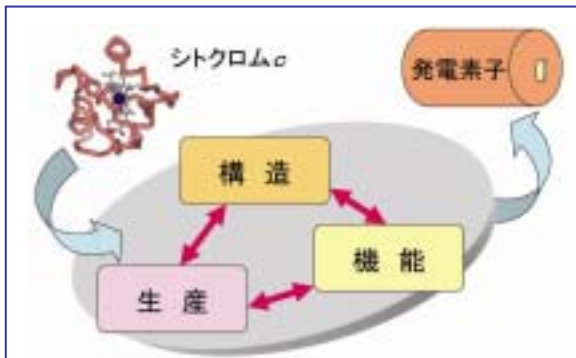 シトクロムc
発電素子
構 造
機 能
生 産